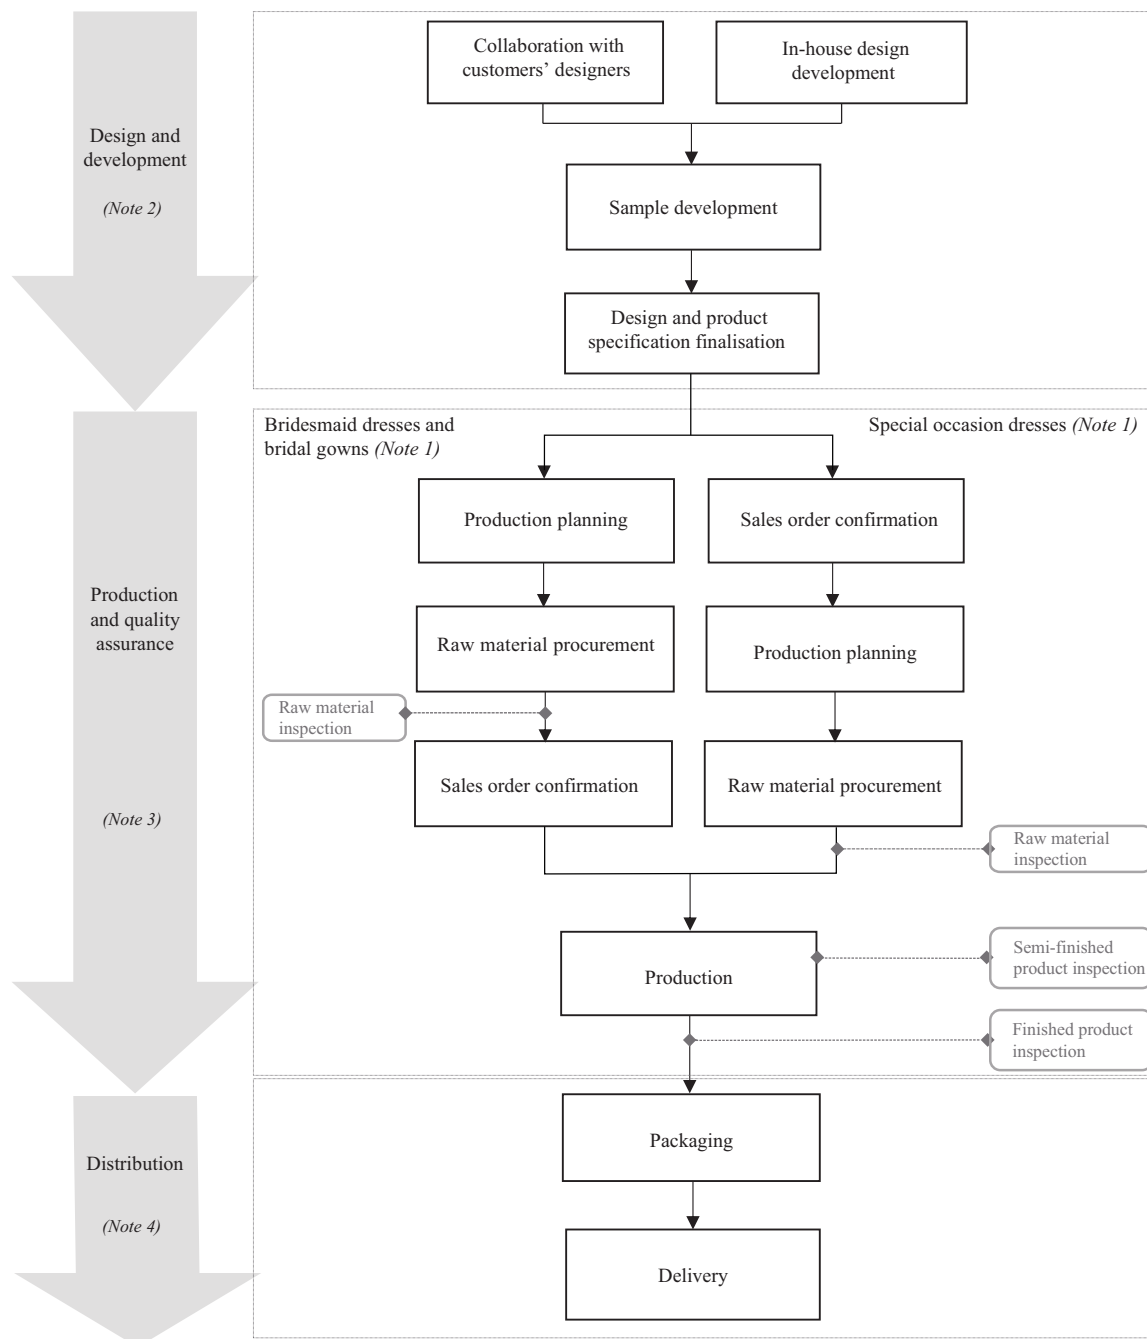 Collaboration with
customers’ designers
In-house design
development
Design and
development
(Note 2)
Sample development
Design and product
specification finalisation
Bridesmaid dresses and
bridal gowns (Note 1)
Special occasion dresses (Note 1)
Production planning
Sales order confirmation
Production
and quality
assurance
(Note 3)
Raw material procurement
Production planning
Raw material
inspection
Sales order confirmation
Raw material procurement
Raw material
inspection
Production
Semi-finished
product inspection
Finished product
inspection
Distribution
(Note 4)
Packaging
Delivery